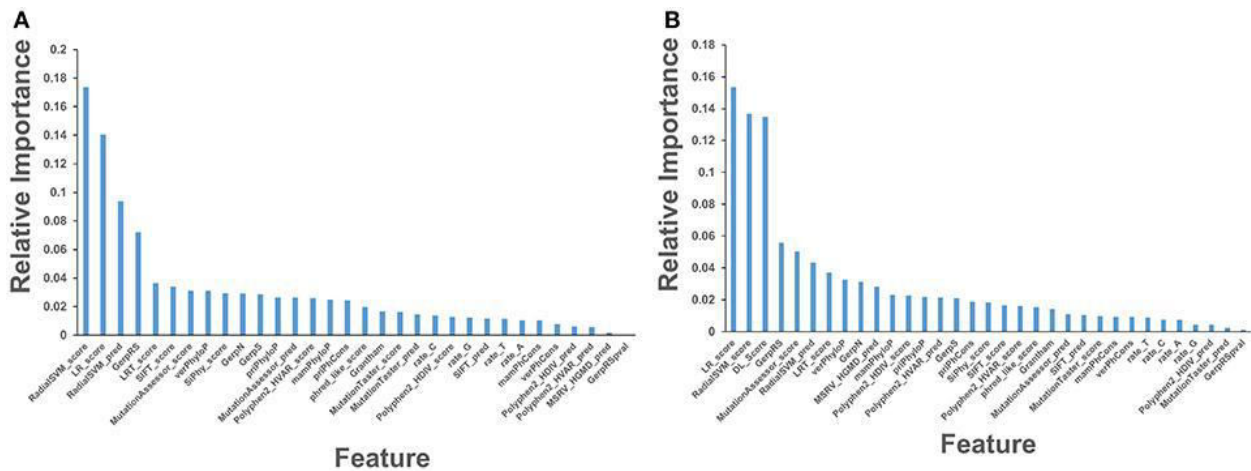 A
Relative Importance
0.2
0.18
0.16
0.14
0.12
0.1
0.08
0.06
0.04
0.02
0
RadialSVM_score
LR_score
RadialSVM_pred
GerpRS
LRT_score
SIFT_score
MutationAssessor_score
verPhyloP
SiPhy_score
GerpN
GerpS
priPhyloP
MutationAssessor_pred
Polyphen2_HVAR_score
mamPhyloP
priPhCons
phred_like_score
Grantham
MutationTaster_score
MutationTaster_pred
rate_C
Polyphen2_HDIV_score
rate_G
SIFT_pred
rate_T
rate_A
mamPhCons
verPhCons
Polyphen2_HDIV_pred
Polyphen2_HVAR_pred
MSRV_HGMD_pred
GerpRSpval
Feature
B
Relative Importance
0.18
0.16
0.14
0.12
0.1
0.08
0.06
0.04
0.02
0
LR_score
RadialSVM_score
DL_Score
GerpRS
MutationAssessor_score
RadialSVM_pred
LRT_score
verPhyloP
GerpN
MSRV_HGMD_pred
mamPhyloP
Polyphen2_HDIV_score
priPhyloP
Polyphen2_HVAR_pred
GerpS
priPhCons
SiPhy_score
SIFT_score
Polyphen2_HVAR_score
phred_like_score
Grantham
MutationAssessor_pred
SIFT_pred
MutationTaster_score
mamPhCons
verPhCons
rate_T
rate_C
rate_A
rate_G
Polyphen2_HDIV_pred
MutationTaster_pred
GerpRSpval
Feature